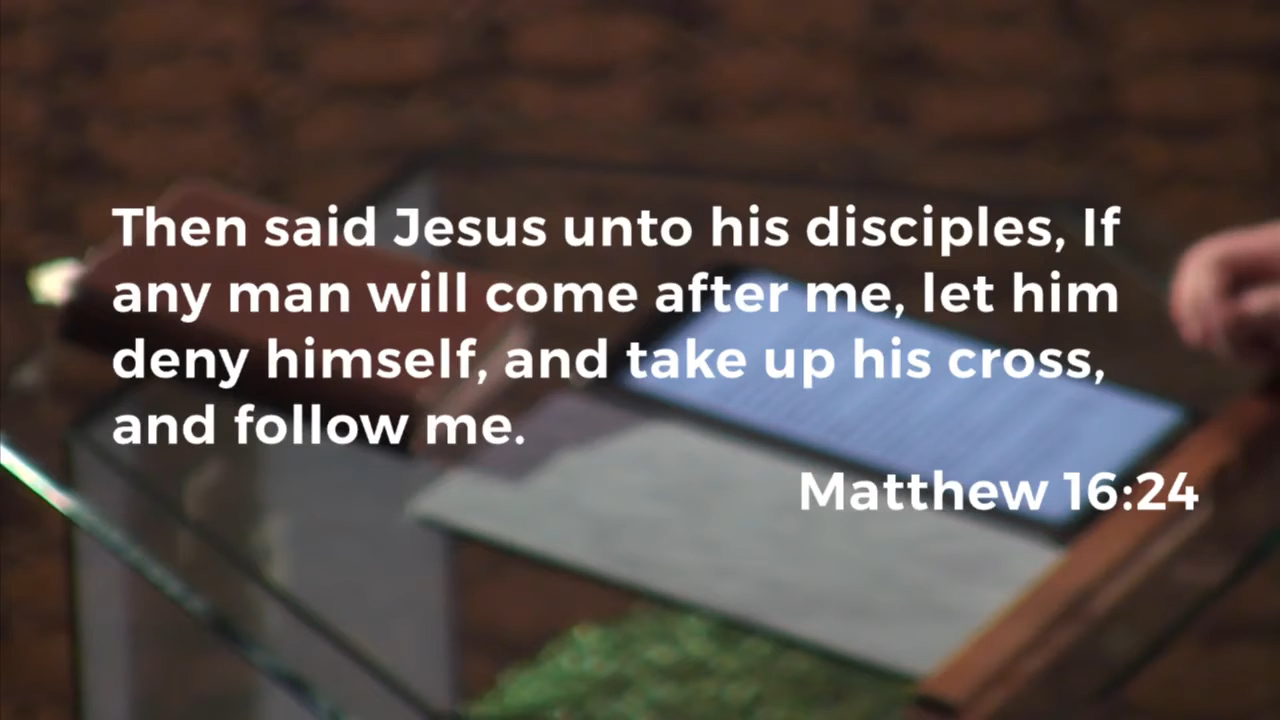 Then said Jesus unto his disciples, If
any man will come after me, let him
deny himself, and take up his cross,
and follow me.
Matthew 16:24